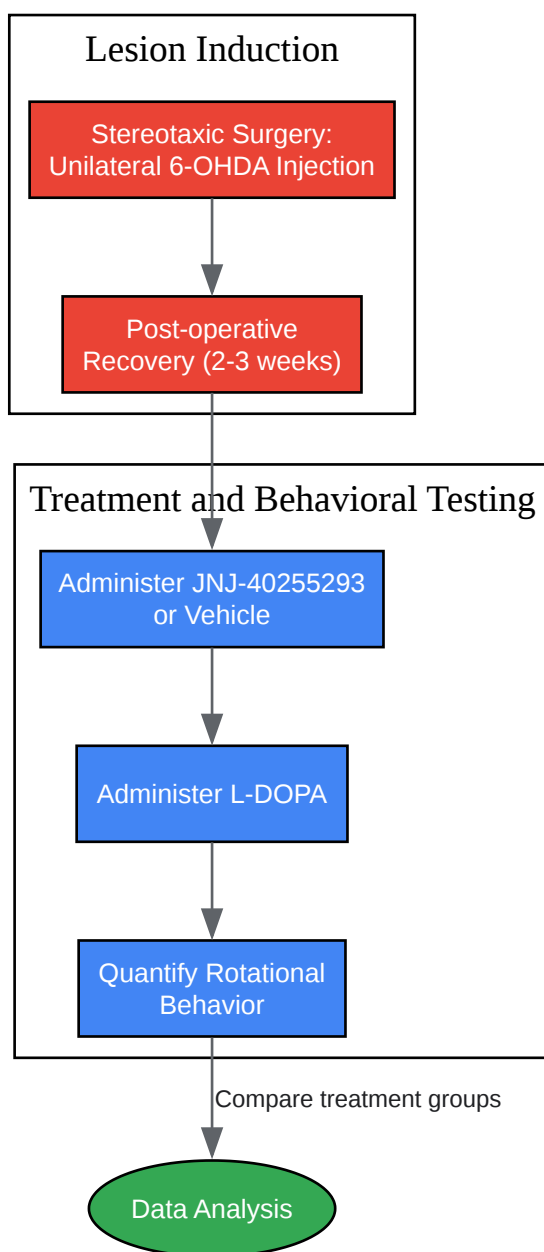 Lesion Induction
Stereotaxic Surgery:
Unilateral 6-OHDA Injection
Post-operative
Recovery (2-3 weeks)
Treatment and Behavioral Testing
Administer JNJ-40255293
or Vehicle
Administer L-DOPA
Quantify Rotational
Behavior
Compare treatment groups
Data Analysis